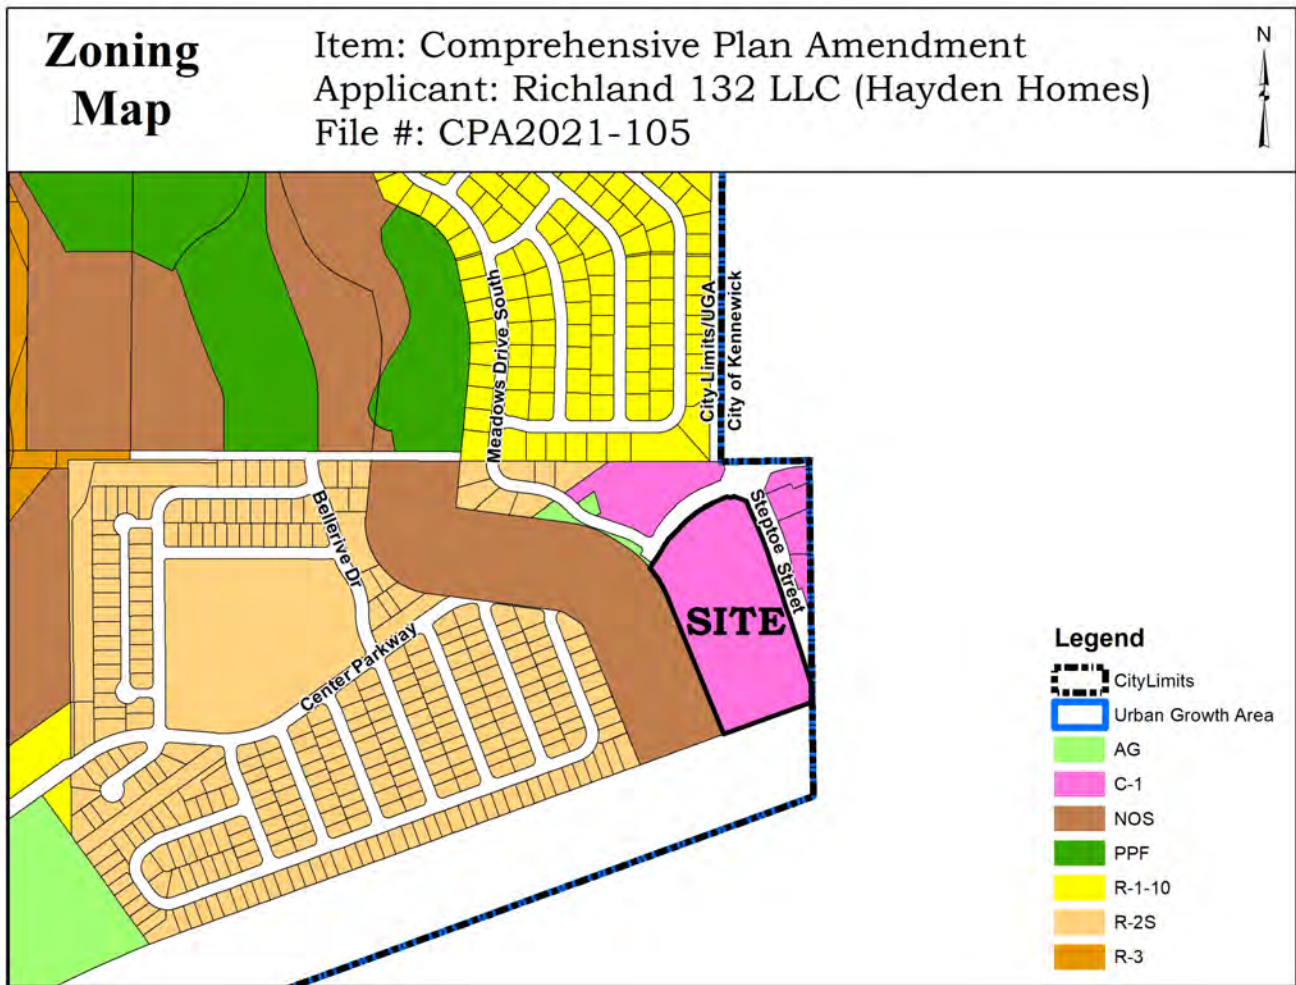 Zoning
Map
Item: Comprehensive Plan Amendment
Applicant: Richland 132 LLC (Hayden Homes)
File #: CPA2021-105
N
Meadows Drive South
City Limits/UGA
City of Kennewick
Bellerive Dr
Steptoe Street
SITE
Center Parkway
Legend
CityLimits
Urban Growth Area
AG
C-1
NOS
PPF
R-1-10
R-2S
R-3